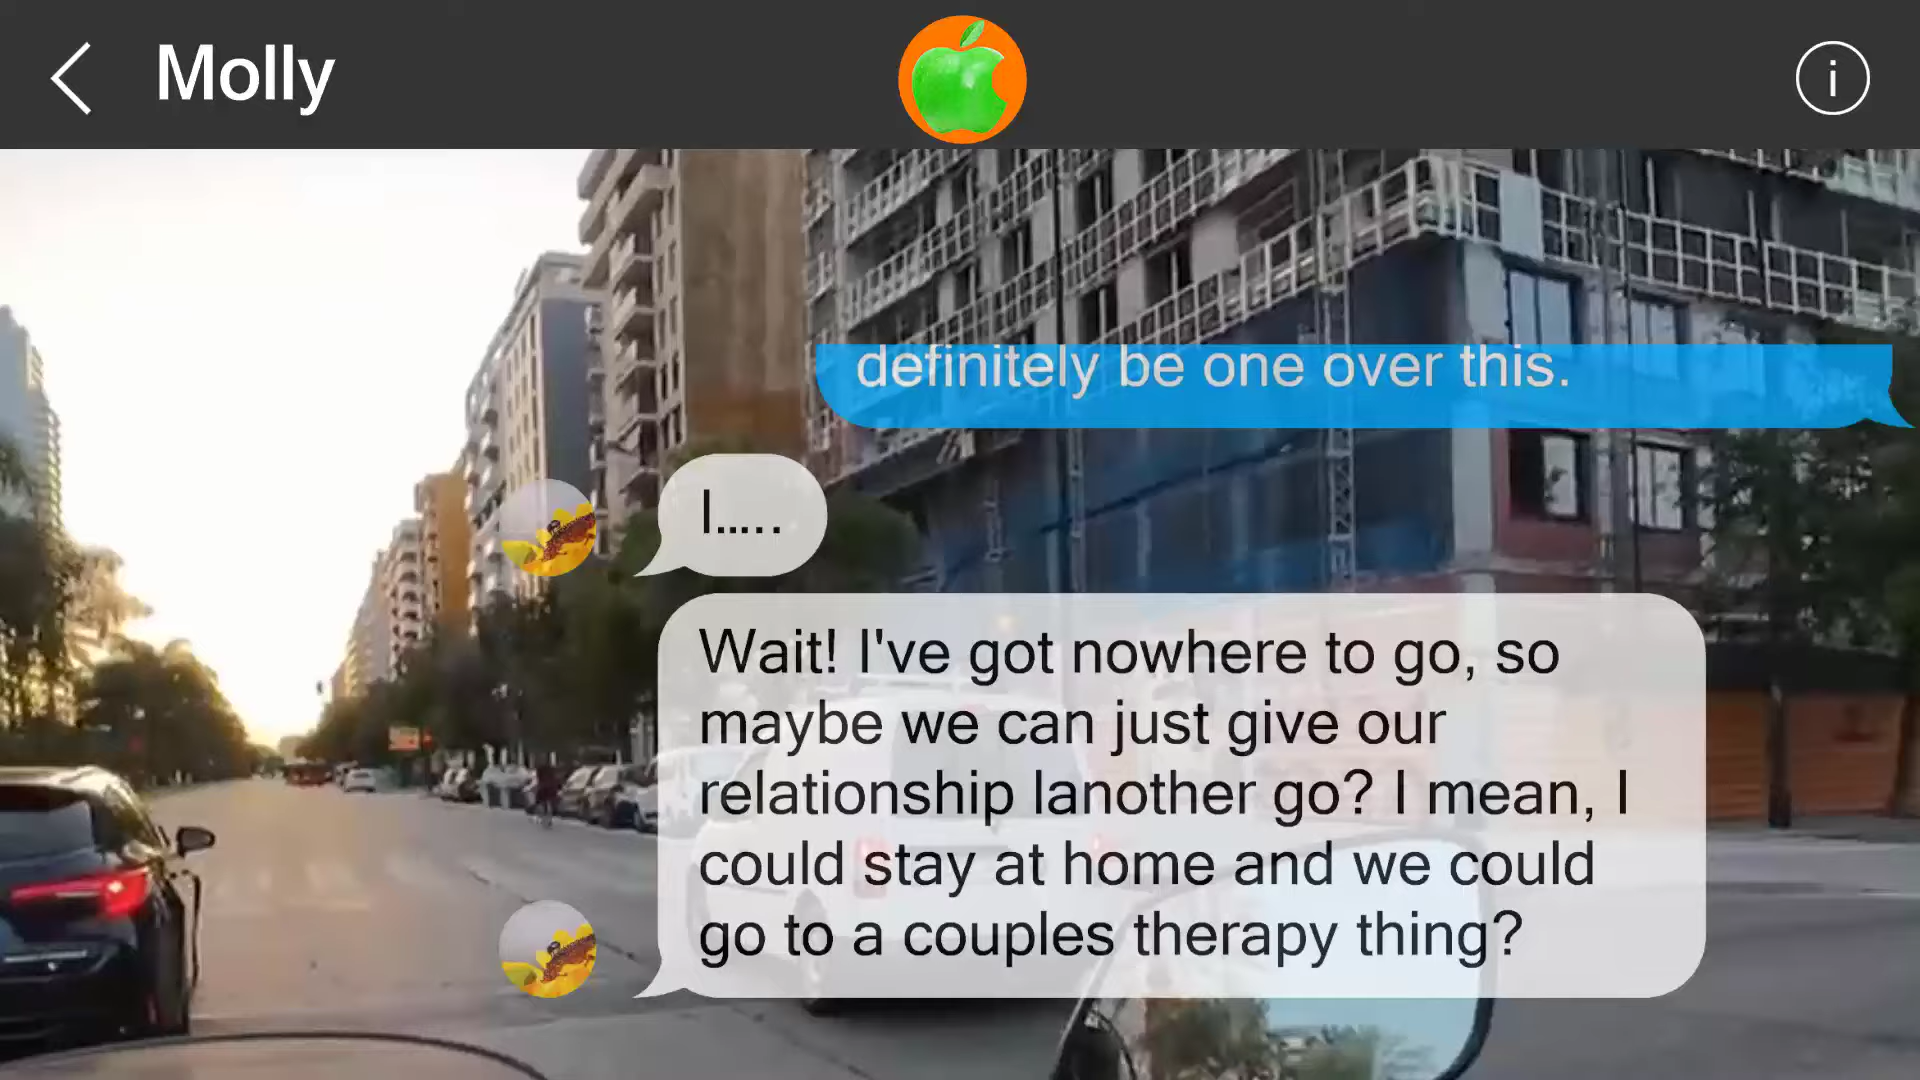 Molly
i
definitely be one over this.
I.....
Wait! I've got nowhere to go, so
maybe we can just give our
relationship lanother go? I mean, I
could stay at home and we could
go to a couples therapy thing?